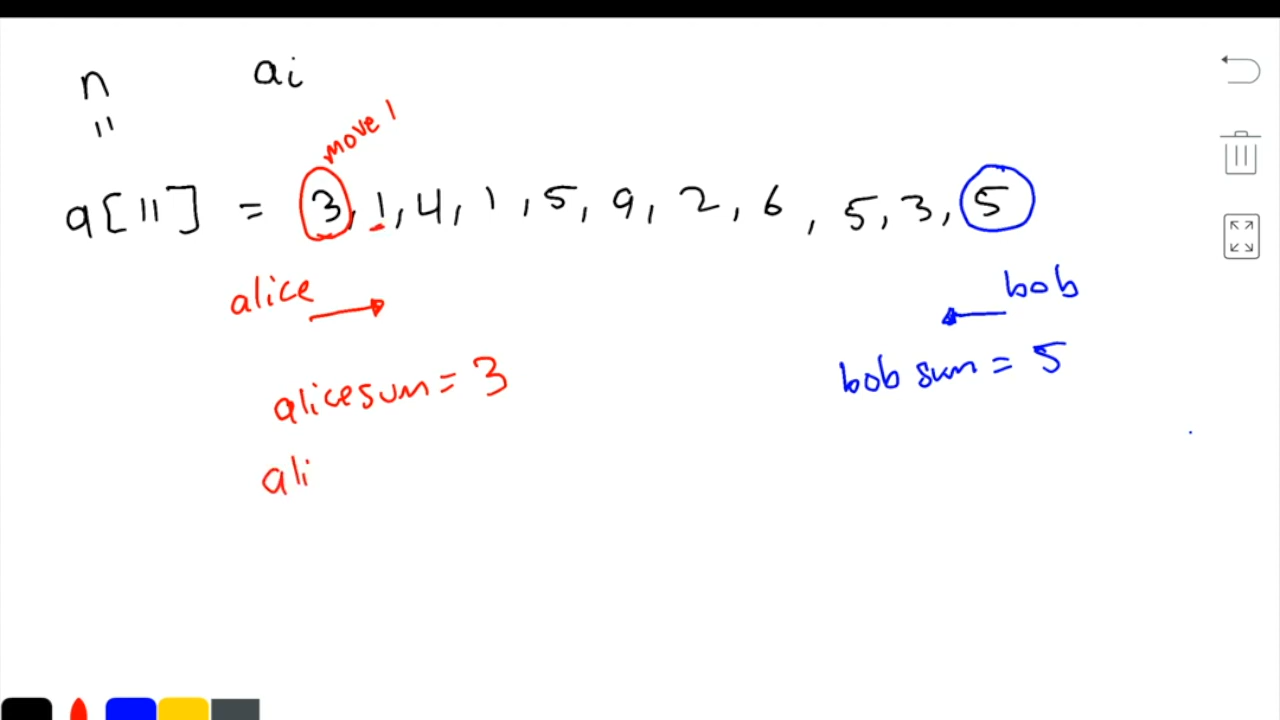 n ai
11
move 1
a[11] = 3, 1, 4, 1, 5, 9, 2, 6, 5, 3, 5
alice bob
alicesum = 3 bob sum = 5
ali